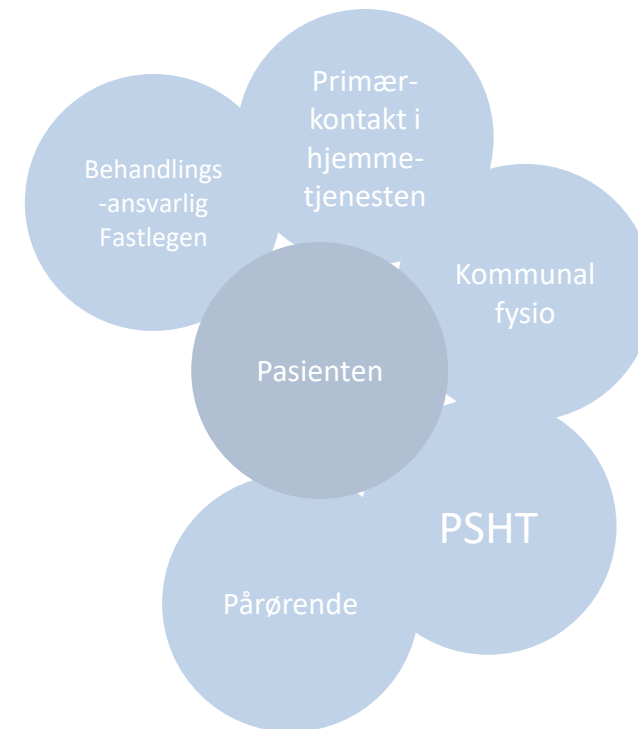 Primær-
kontakt i
hjemme-
tjenesten
Behandlings
-ansvarlig
Fastlegen
Kommunal
fysio
Pasienten
PSHT
Pårørende